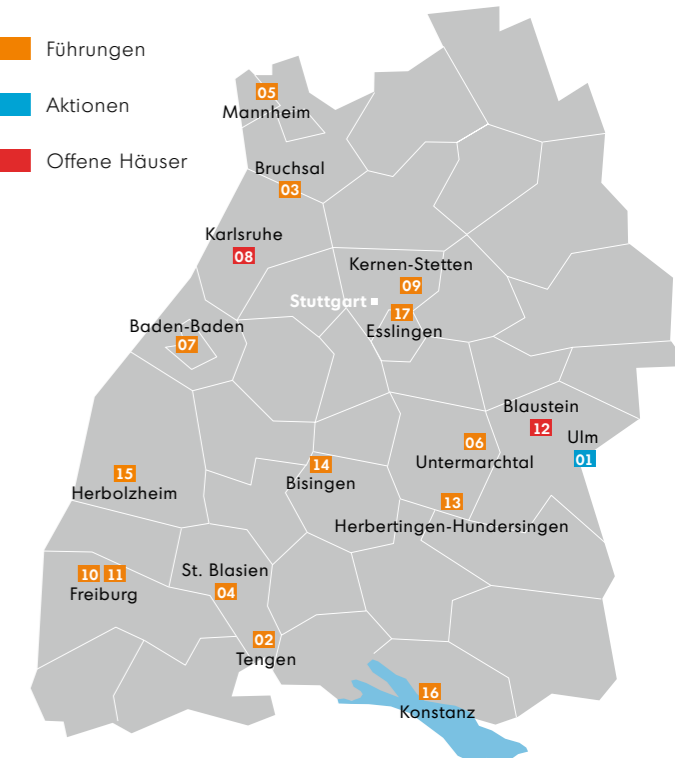 Führungen
Aktionen
Offene Häuser
05
Mannheim
Bruchsal
03
Karlsruhe
08
Kernen-Stetten
09
Stuttgart
17
Esslingen
Baden-Baden
07
Blaustein
12
Ulm
01
06
Untermarchtal
14
Bisingen
15
Herbolzheim
13
Herbertingen-Hundersingen
10 11
Freiburg
St. Blasien
04
02
Tengen
16
Konstanz